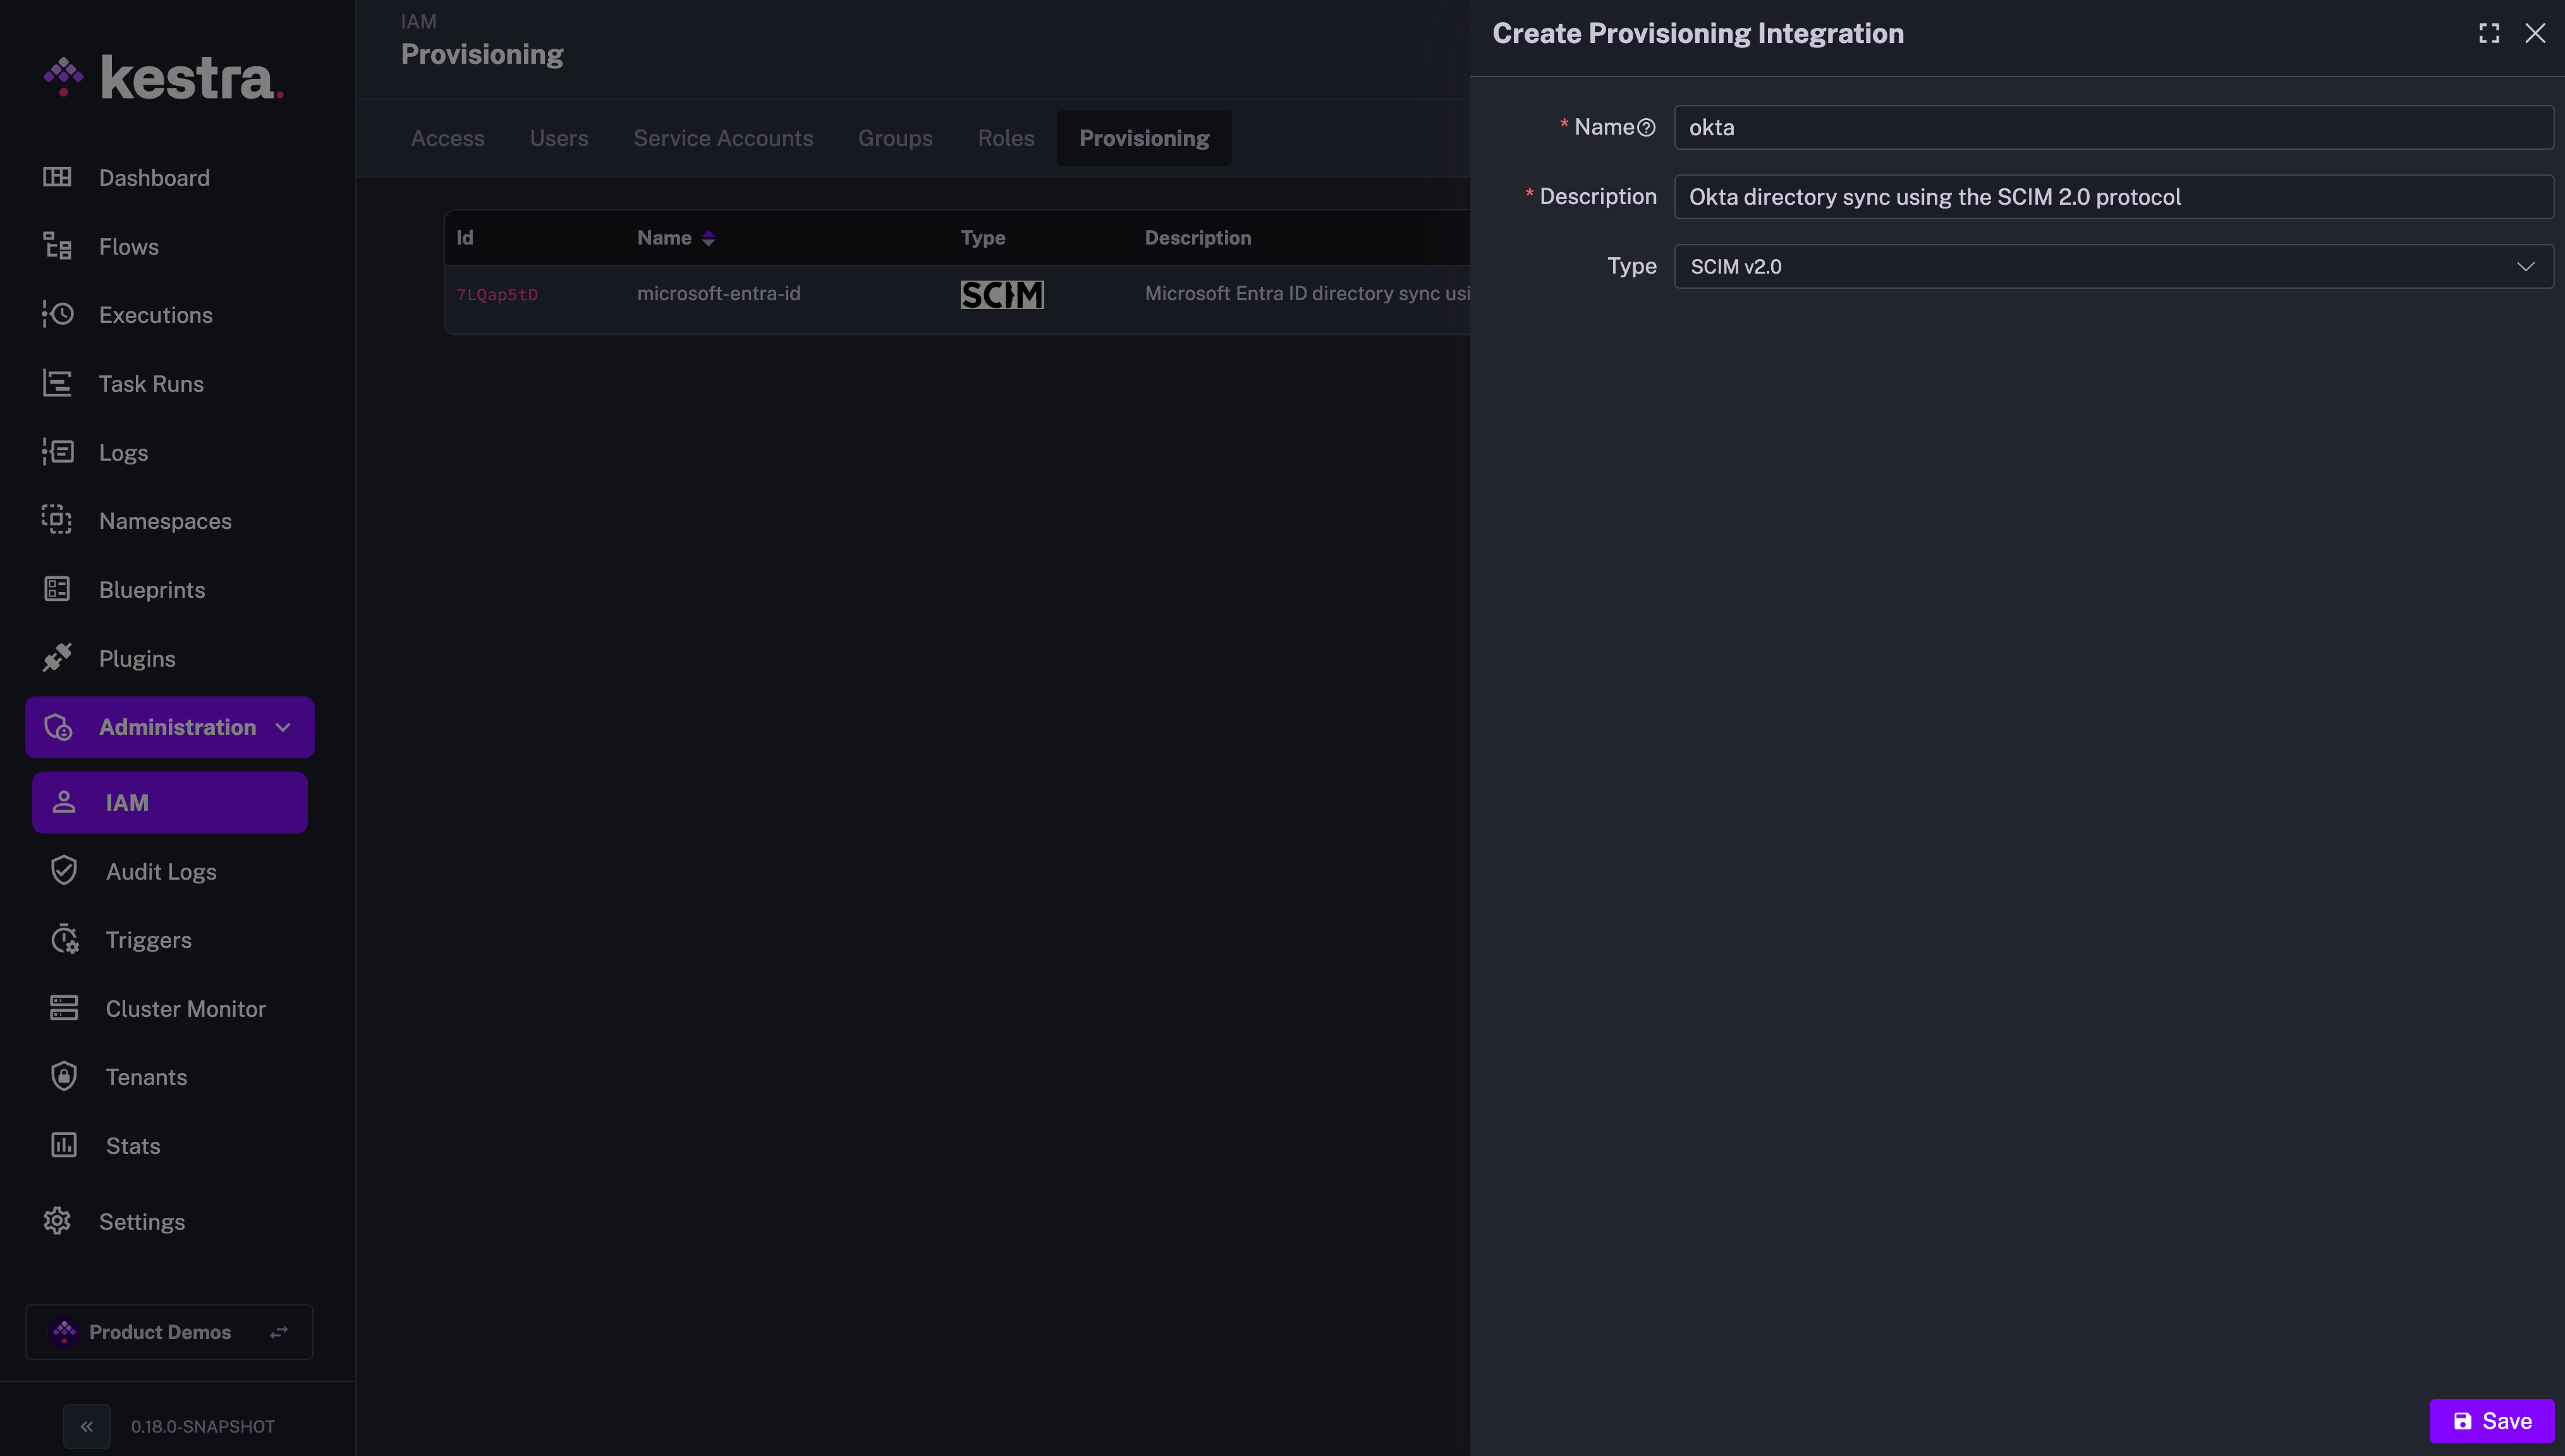 kestra.
Dashboard
Flows
Executions
Task Runs
Logs
Namespaces
Blueprints
Plugins
Administration
IAM
Audit Logs
Triggers
Cluster Monitor
Tenants
Stats
Settings
Product Demos
0.18.0-SNAPSHOT
IAM
Provisioning
Access Users Service Accounts Groups Roles Provisioning
Id Name Type Description
7LQap5tD microsoft-entra-id SCIM Microsoft Entra ID directory sync usi
Create Provisioning Integration
* Name okta
* Description Okta directory sync using the SCIM 2.0 protocol
Type SCIM v2.0
Save